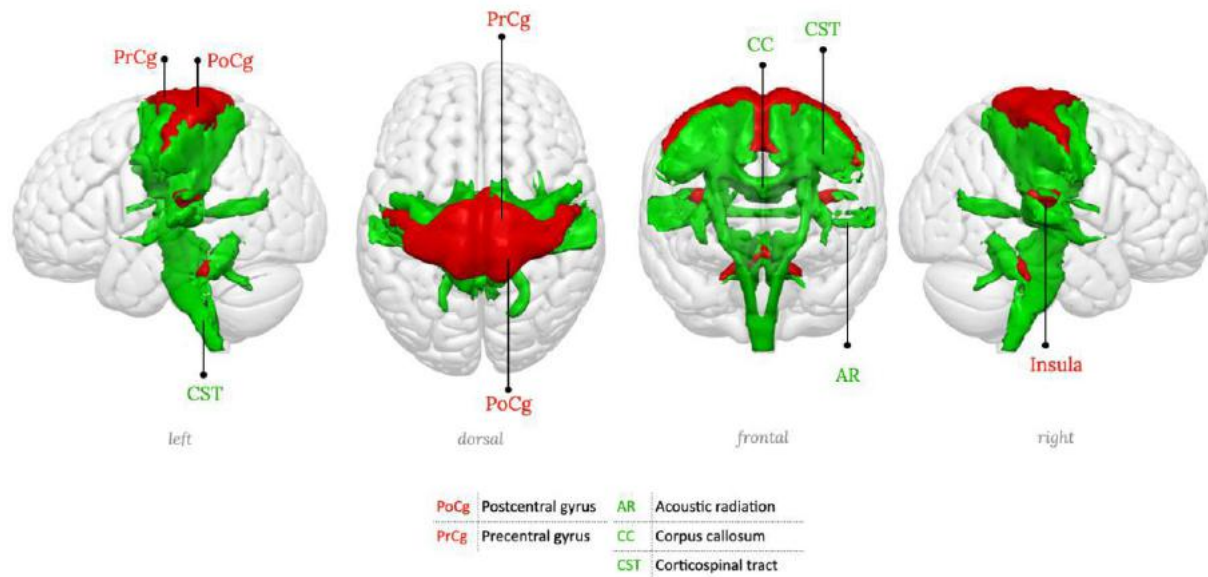 PrCg PoCg
PrCg
CC
CST
CST
PoCg
AR
Insula
left
dorsal
frontal
right
PoCg Postcentral gyrus AR Acoustic radiation
PrCg Precentral gyrus CC Corpus callosum
CST Corticospinal tract